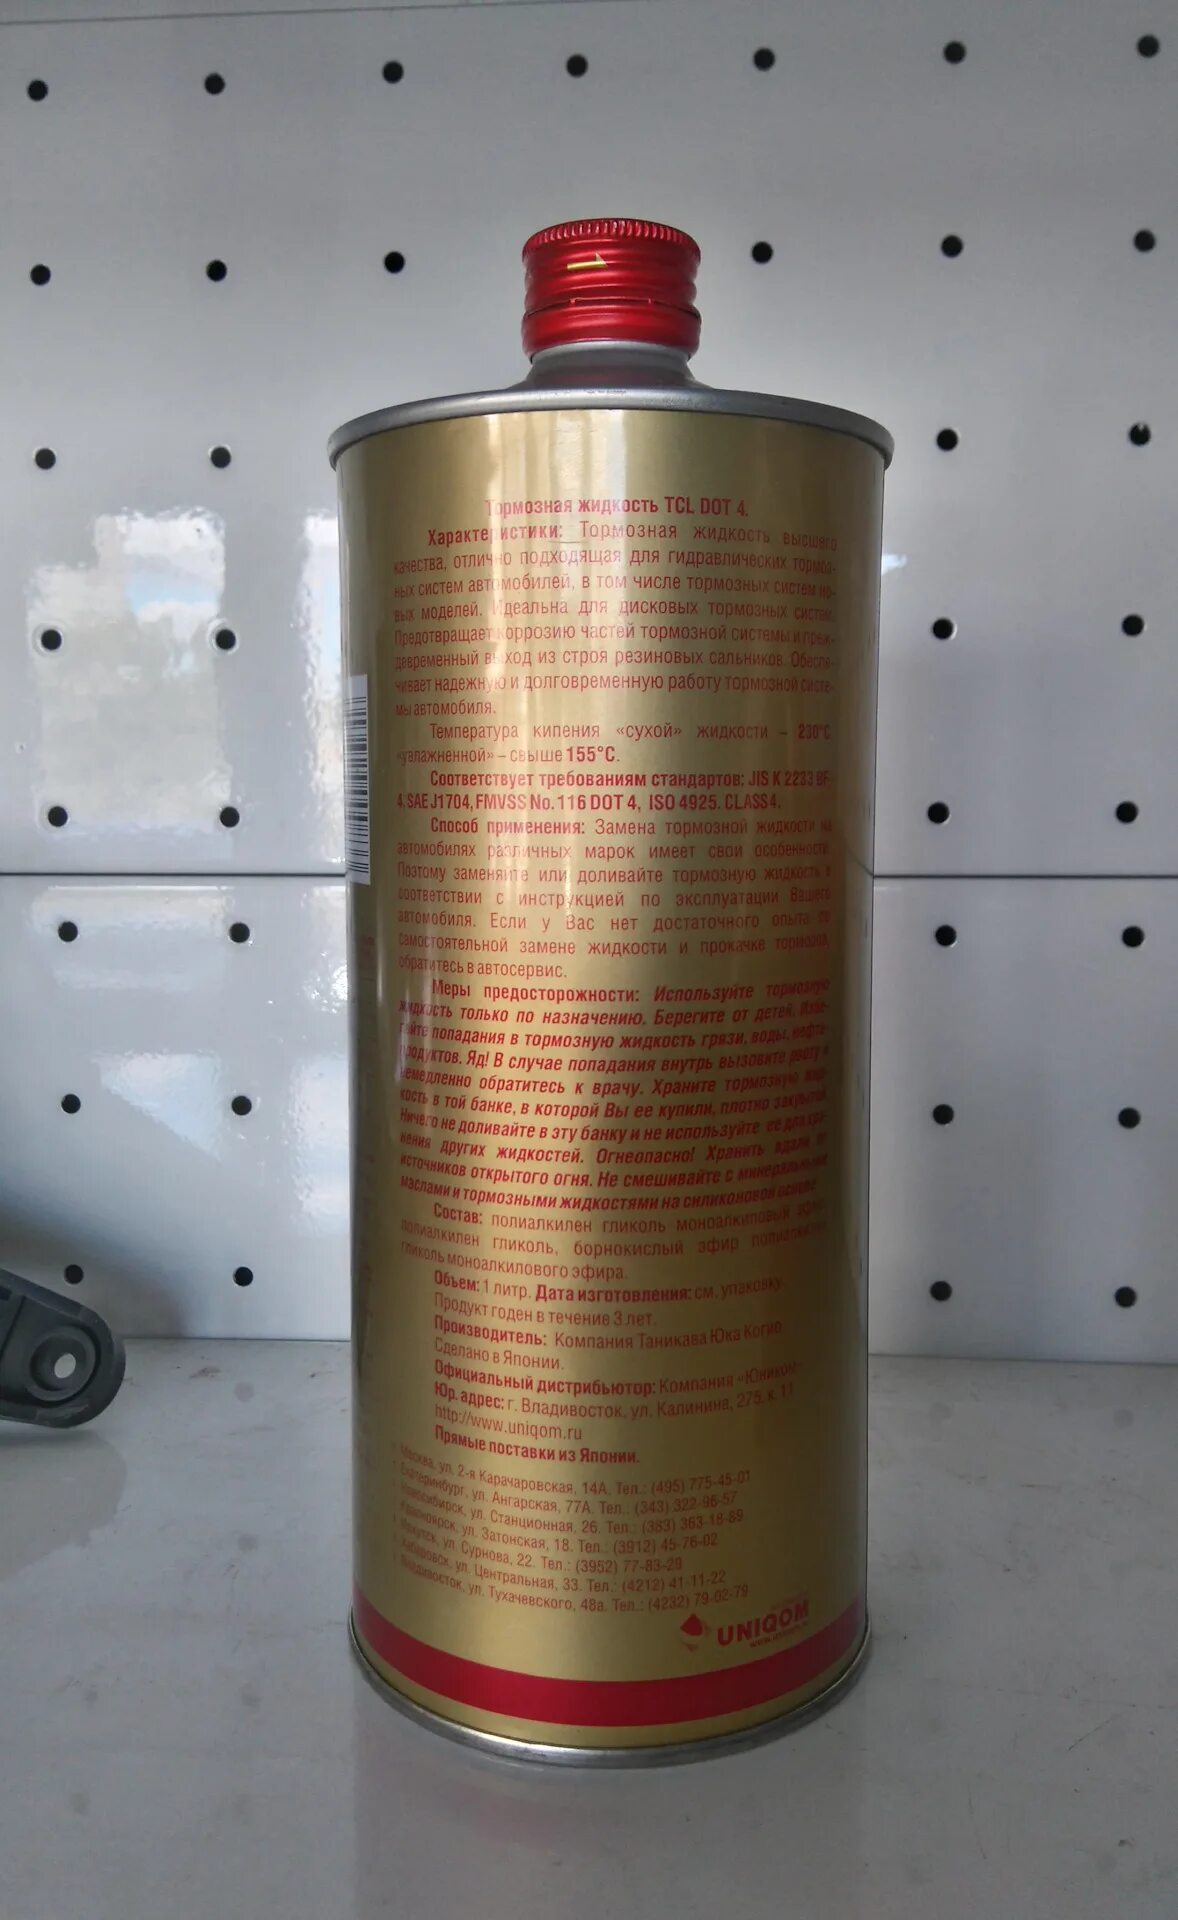 Тормозная жидкость TCL DOT 4.
Характеристики: Тормозная жидкость высшего
качества, отлично подходящая для гидравлических тормоз-
ных систем автомобилей, в том числе тормозных систем но-
вых моделей. Идеальна для дисковых тормозных систем.
Предотвращает коррозию частей тормозной системы и преж-
девременный выход из строя резиновых сальников. Обеспе-
чивает надежную и долговременную работу тормозной систе-
мы автомобиля.
Температура кипения «сухой» жидкости – 230°С,
«увлажненной» – свыше 155°С.
Соответствует требованиям стандартов: JIS K 2233 BF-
4, SAE J1704, FMVSS No. 116 DOT 4, ISO 4925. CLASS 4.
Способ применения: Замена тормозной жидкости на
автомобилях различных марок имеет свои особенности.
Поэтому заменяйте или доливайте тормозную жидкость в
соответствии с инструкцией по эксплуатации Вашего
автомобиля. Если у Вас нет достаточного опыта по
самостоятельной замене жидкости и прокачке тормозов,
обратитесь в автосервис.
Меры предосторожности: Используйте тормозную
жидкость только по назначению. Берегите от детей. Избе-
гайте попадания в тормозную жидкость грязи, воды, нефте-
продуктов. Яд! В случае попадания внутрь вызовите рвоту и
немедленно обратитесь к врачу. Храните тормозную жид-
кость в той банке, в которой Вы ее купили, плотно закрытой.
Ничего не доливайте в эту банку и не используйте ее для хра-
нения других жидкостей. Огнеопасно! Хранить вдали от
источников открытого огня. Не смешивайте с минеральными
маслами и тормозными жидкостями на силиконовой основе.
Состав: полиалкилен гликоль моноалкиловый эфир,
полиалкилен гликоль, борнокислый эфир полиалкилен
гликоль моноалкилового эфира.
Объем: 1 литр. Дата изготовления: см. упаковку.
Продукт годен в течение 3 лет.
Производитель: Компания Таникава Юка Когио
Сделано в Японии.
Официальный дистрибьютор: Компания «Юником»
Юр. адрес: г. Владивосток, ул. Калинина, 275, к. 11
http://www.uniqom.ru
Прямые поставки из Японии.
Москва, ул. 2-я Карачаровская, 14А. Тел.: (495) 775-45-01
Екатеринбург, ул. Ангарская, 77А. Тел.: (343) 322-96-57
Новосибирск, ул. Станционная, 26. Тел.: (383) 363-18-89
Красноярск, ул. Затонская, 18. Тел.: (3912) 45-76-02
Иркутск, ул. Сурнова, 22. Тел.: (3952) 77-83-29
Хабаровск, ул. Центральная, 33. Тел.: (4212) 41-11-22
Владивосток, ул. Тухачевского, 48а. Тел.: (4232) 79-02-79
UNIQOM